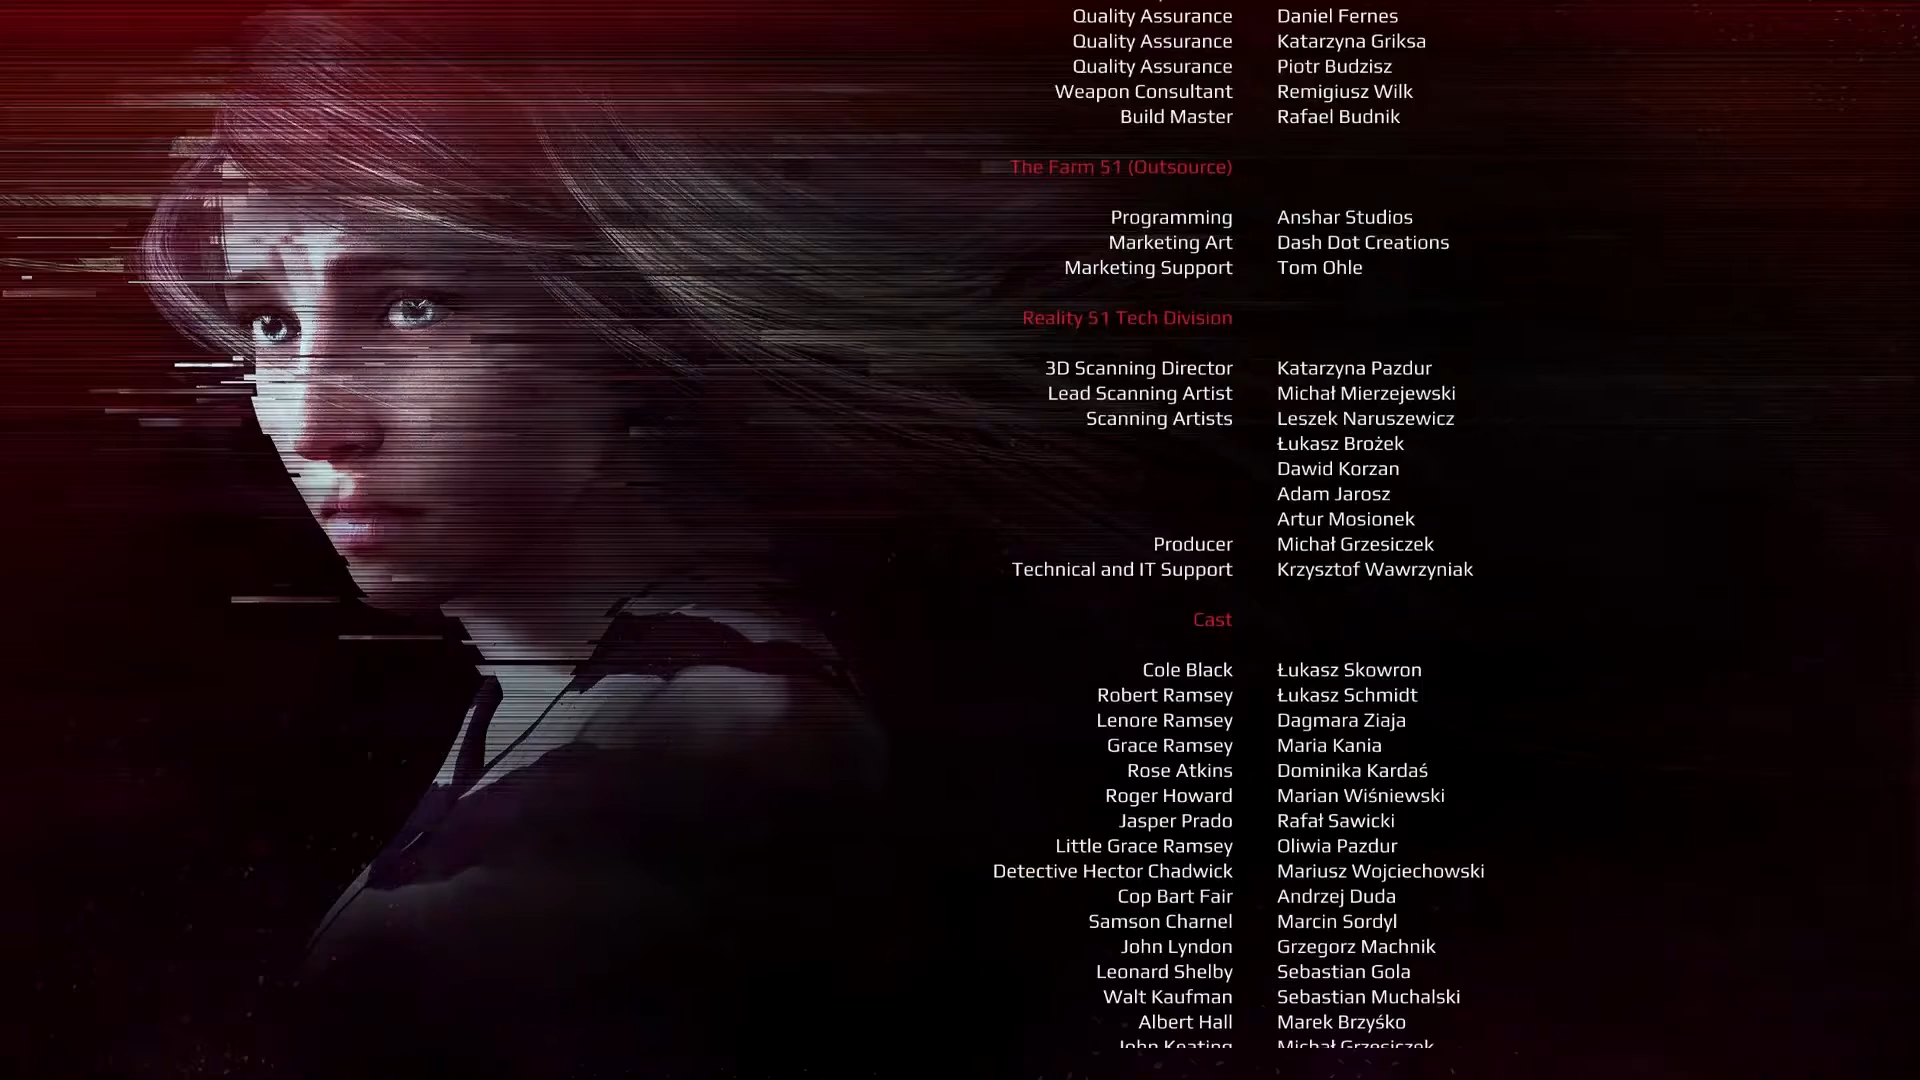 Quality Assurance Daniel Fernes
Quality Assurance Katarzyna Griksa
Quality Assurance Piotr Budzisz
Weapon Consultant Remigiusz Wilk
Build Master Rafael Budnik
The Farm 51 (Outsource)
Programming Anshar Studios
Marketing Art Dash Dot Creations
Marketing Support Tom Ohle
Reality 51 Tech Division
3D Scanning Director Katarzyna Pazdur
Lead Scanning Artist Michał Mierzejewski
Scanning Artists Leszek Naruszewicz
Łukasz Brożek
Dawid Korzan
Adam Jarosz
Artur Mosionek
Producer Michał Grzesiczek
Technical and IT Support Krzysztof Wawrzyniak
Cast
Cole Black Łukasz Skowron
Robert Ramsey Łukasz Schmidt
Lenore Ramsey Dagmara Ziaja
Grace Ramsey Maria Kania
Rose Atkins Dominika Kardaś
Roger Howard Marian Wiśniewski
Jasper Prado Rafał Sawicki
Little Grace Ramsey Oliwia Pazdur
Detective Hector Chadwick Mariusz Wojciechowski
Cop Bart Fair Andrzej Duda
Samson Charnel Marcin Sordyl
John Lyndon Grzegorz Machnik
Leonard Shelby Sebastian Gola
Walt Kaufman Sebastian Muchalski
Albert Hall Marek Brzyśko
John Keating Michał Grzesiczek